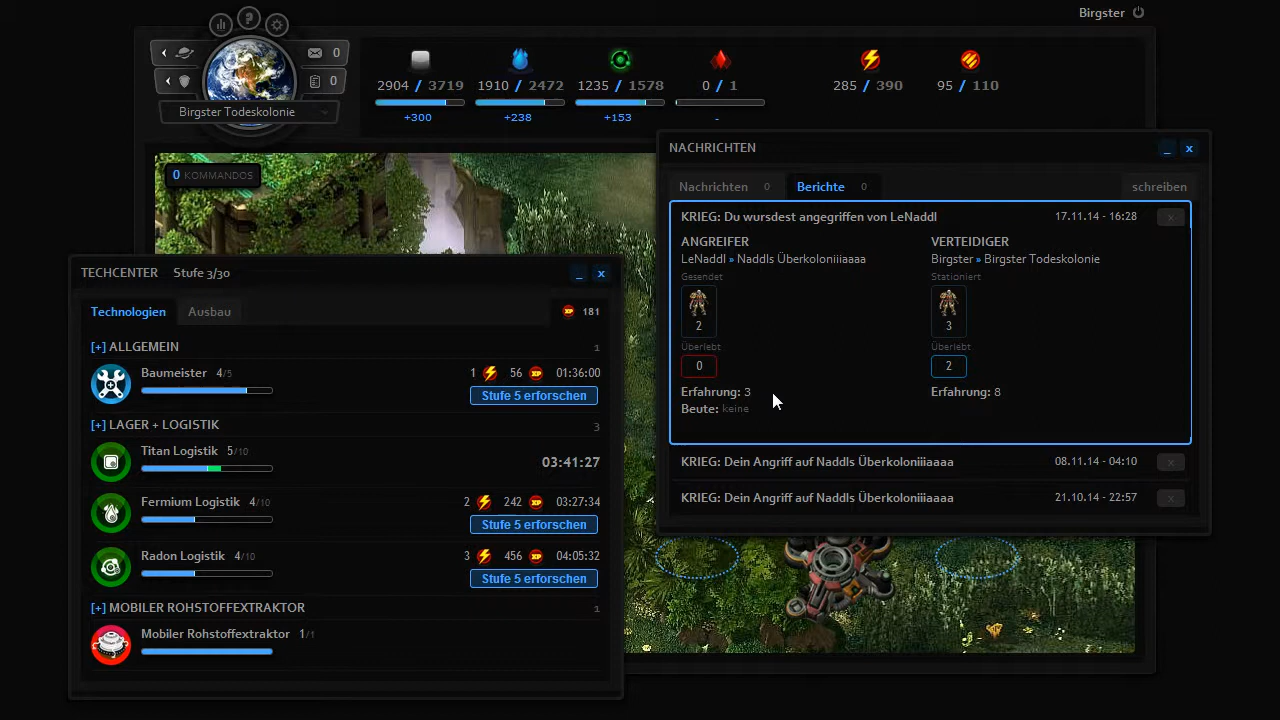 Birgster
0
0
Birgster Todeskolonie
2904 / 3719
1910 / 2472
1235 / 1578
0 / 1
285 / 390
95 / 110
+300
+238
+153
-
0 KOMMANDOS
NACHRICHTEN
_ x
Nachrichten 0
Berichte 0
schreiben
KRIEG: Du wursdest angegriffen von LeNaddl 17.11.14 - 16:28 x
ANGREIFER
LeNaddl » Naddls Überkoloniiiaaaa
Gesendet
2
Überlebt
0
Erfahrung: 3
Beute: keine
VERTEIDIGER
Birgster » Birgster Todeskolonie
Stationiert
3
Überlebt
2
Erfahrung: 8
KRIEG: Dein Angriff auf Naddls Überkoloniiiaaaa 08.11.14 - 04:10 x
KRIEG: Dein Angriff auf Naddls Überkoloniiiaaaa 21.10.14 - 22:57 x
TECHCENTER Stufe 3/30
_ x
Technologien
Ausbau
XP 181
[+] ALLGEMEIN 1
Baumeister 4/5
1 56 XP 01:36:00
Stufe 5 erforschen
[+] LAGER + LOGISTIK 3
Titan Logistik 5/10
03:41:27
Fermium Logistik 4/10
2 242 XP 03:27:34
Stufe 5 erforschen
Radon Logistik 4/10
3 456 XP 04:05:32
Stufe 5 erforschen
[+] MOBILER ROHSTOFFEXTRAKTOR 1
Mobiler Rohstoffextraktor 1/1